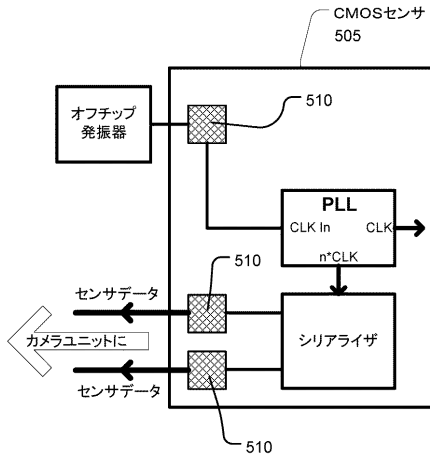 CMOSセンサ
505
オフチップ
発振器
510
PLL
CLK In
CLK
n*CLK
510
センサデータ
カメラユニットに
シリアライザ
センサデータ
510